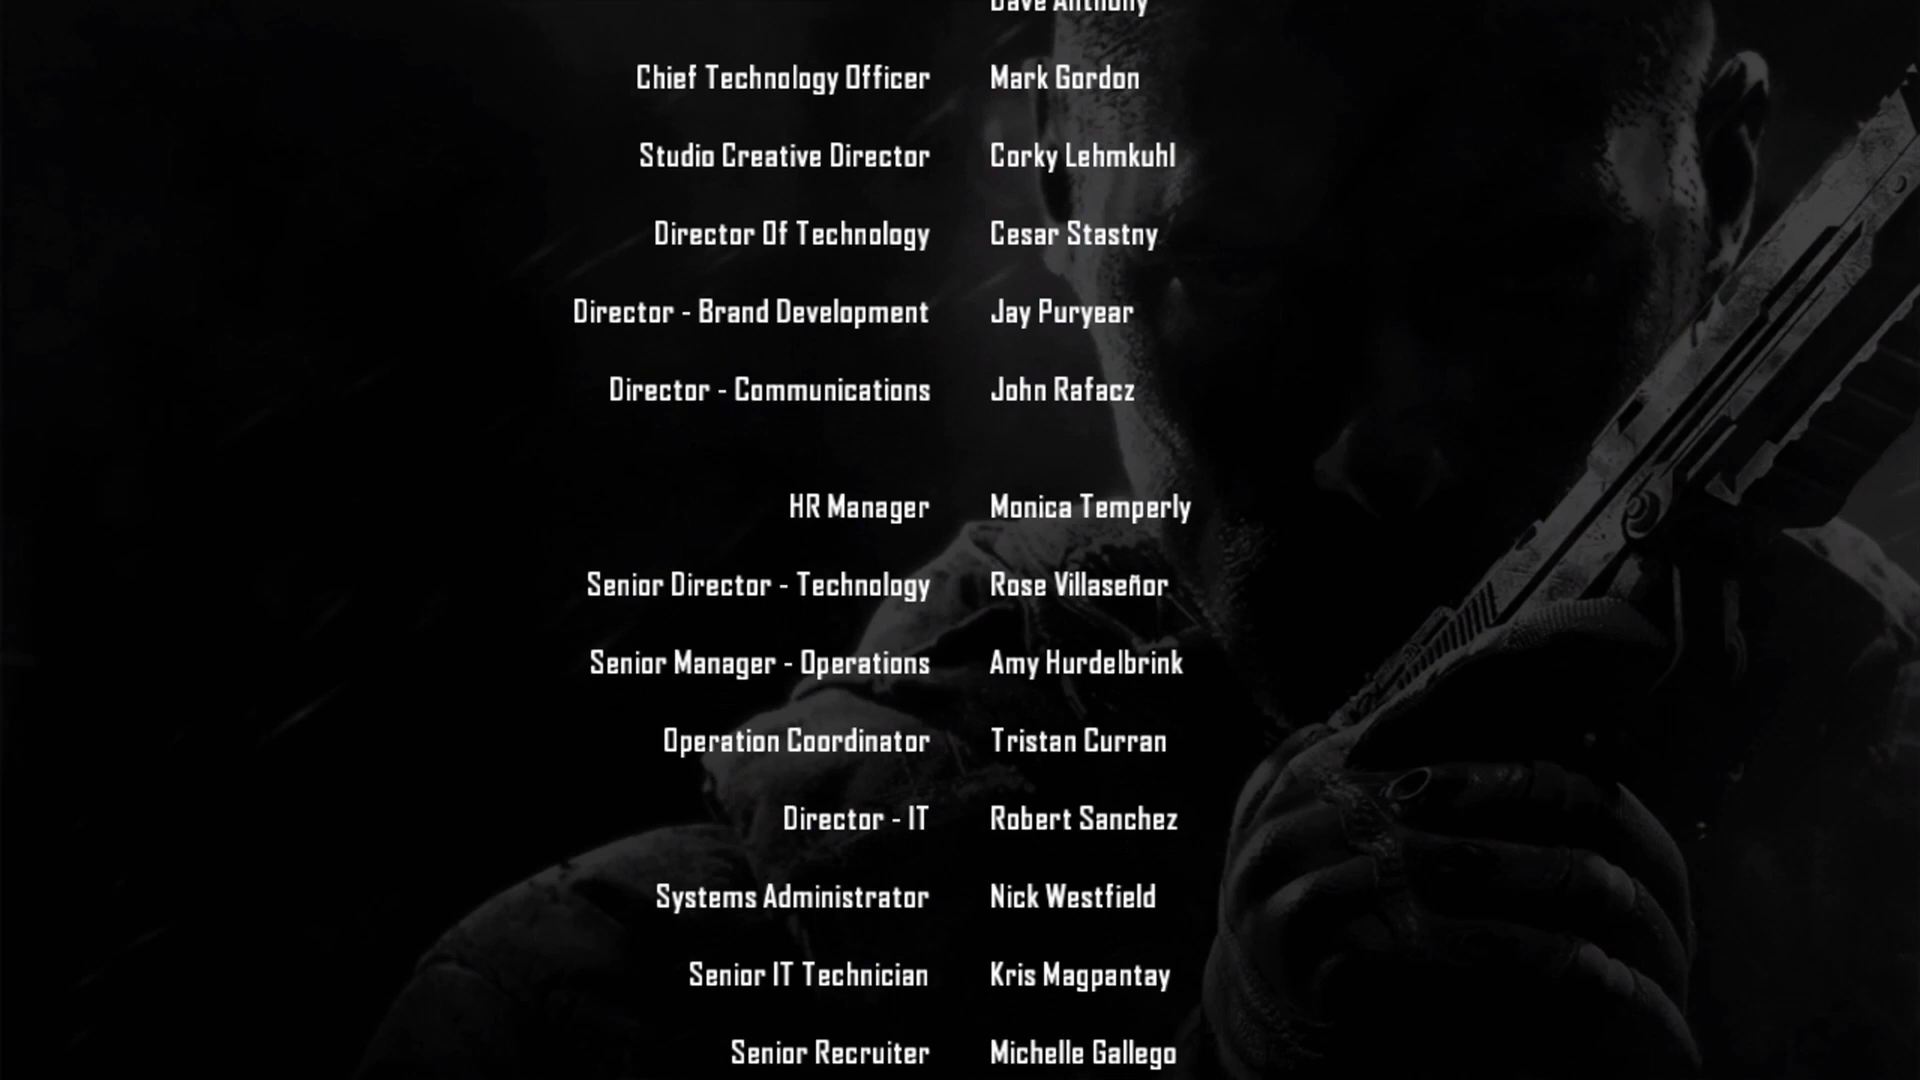 Dave Anthony
Chief Technology Officer Mark Gordon
Studio Creative Director Corky Lehmkuhl
Director Of Technology Cesar Stastny
Director - Brand Development Jay Puryear
Director - Communications John Rafacz
HR Manager Monica Temperly
Senior Director - Technology Rose Villaseñor
Senior Manager - Operations Amy Hurdelbrink
Operation Coordinator Tristan Curran
Director - IT Robert Sanchez
Systems Administrator Nick Westfield
Senior IT Technician Kris Magpantay
Senior Recruiter Michelle Gallego